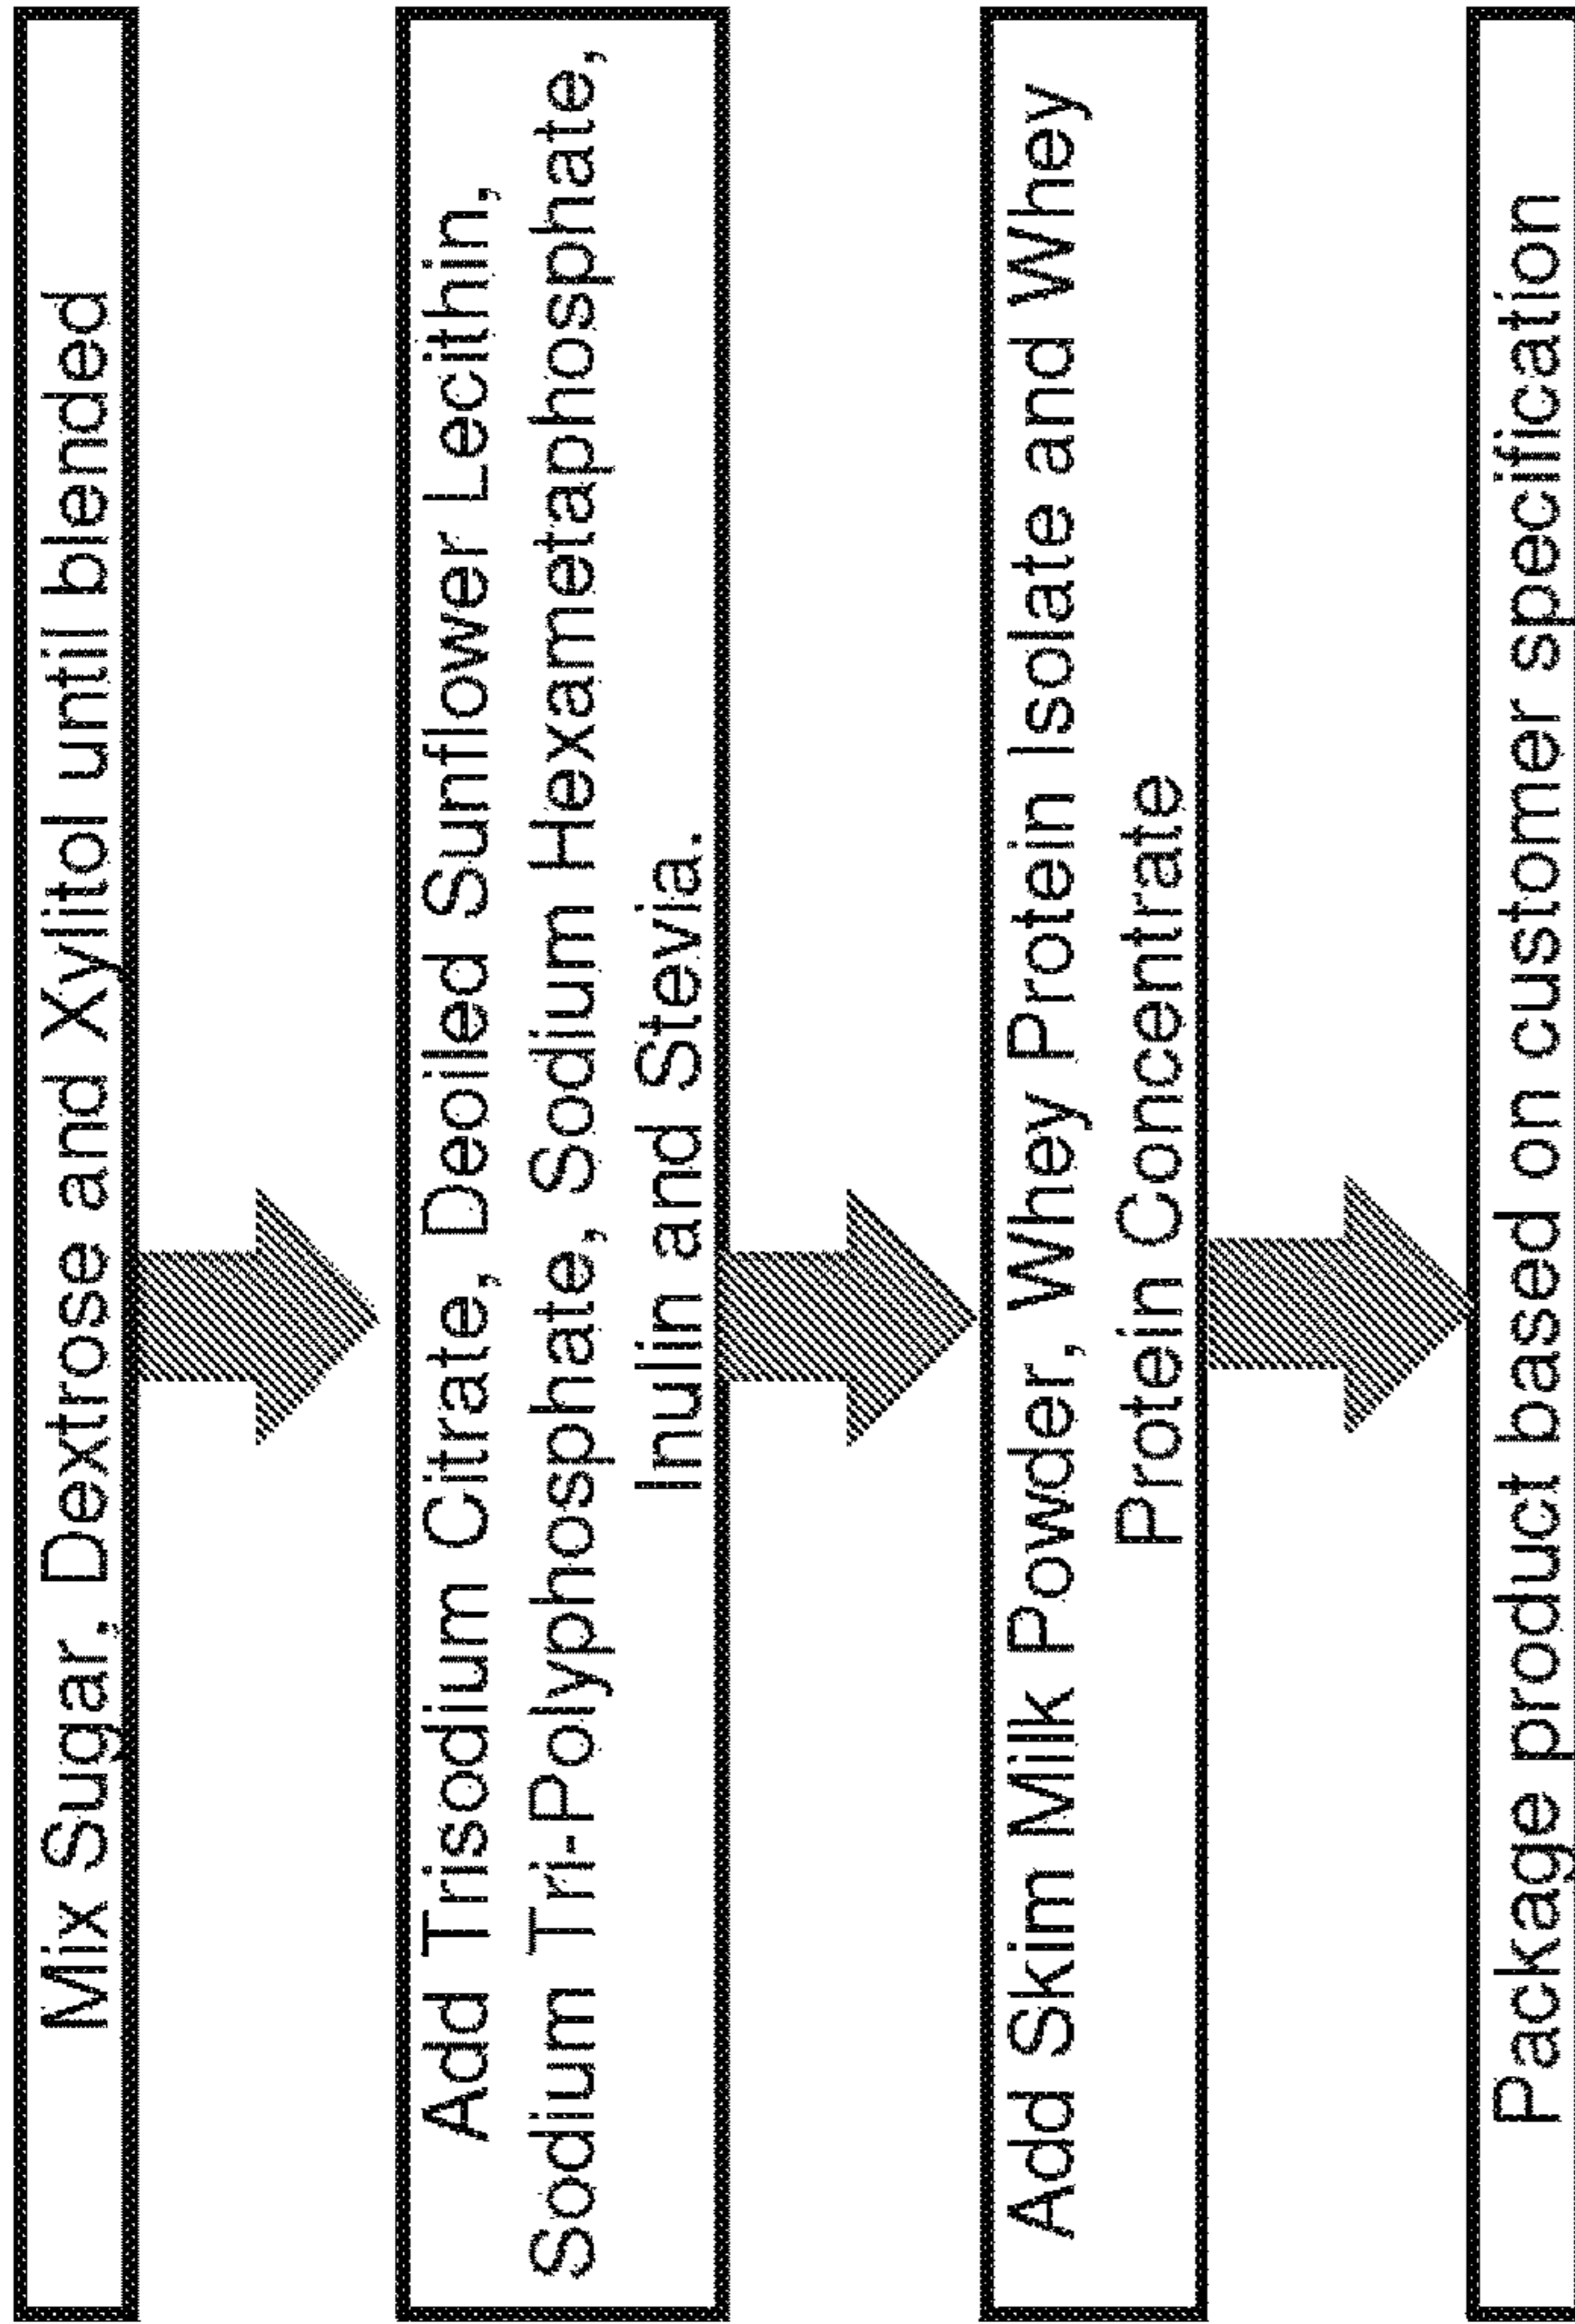 Mix Sugar, Dextrose and Xylitol until blended
Add Trisodium Citrate, Deoiled Sunflower Lecithin,
Sodium Tri-Polyphosphate, Sodium Hexametaphosphate,
Inulin and Stevia.
Add Skim Milk Powder, Whey Protein Isolate and Whey
Protein Concentrate
Package product based on customer specification